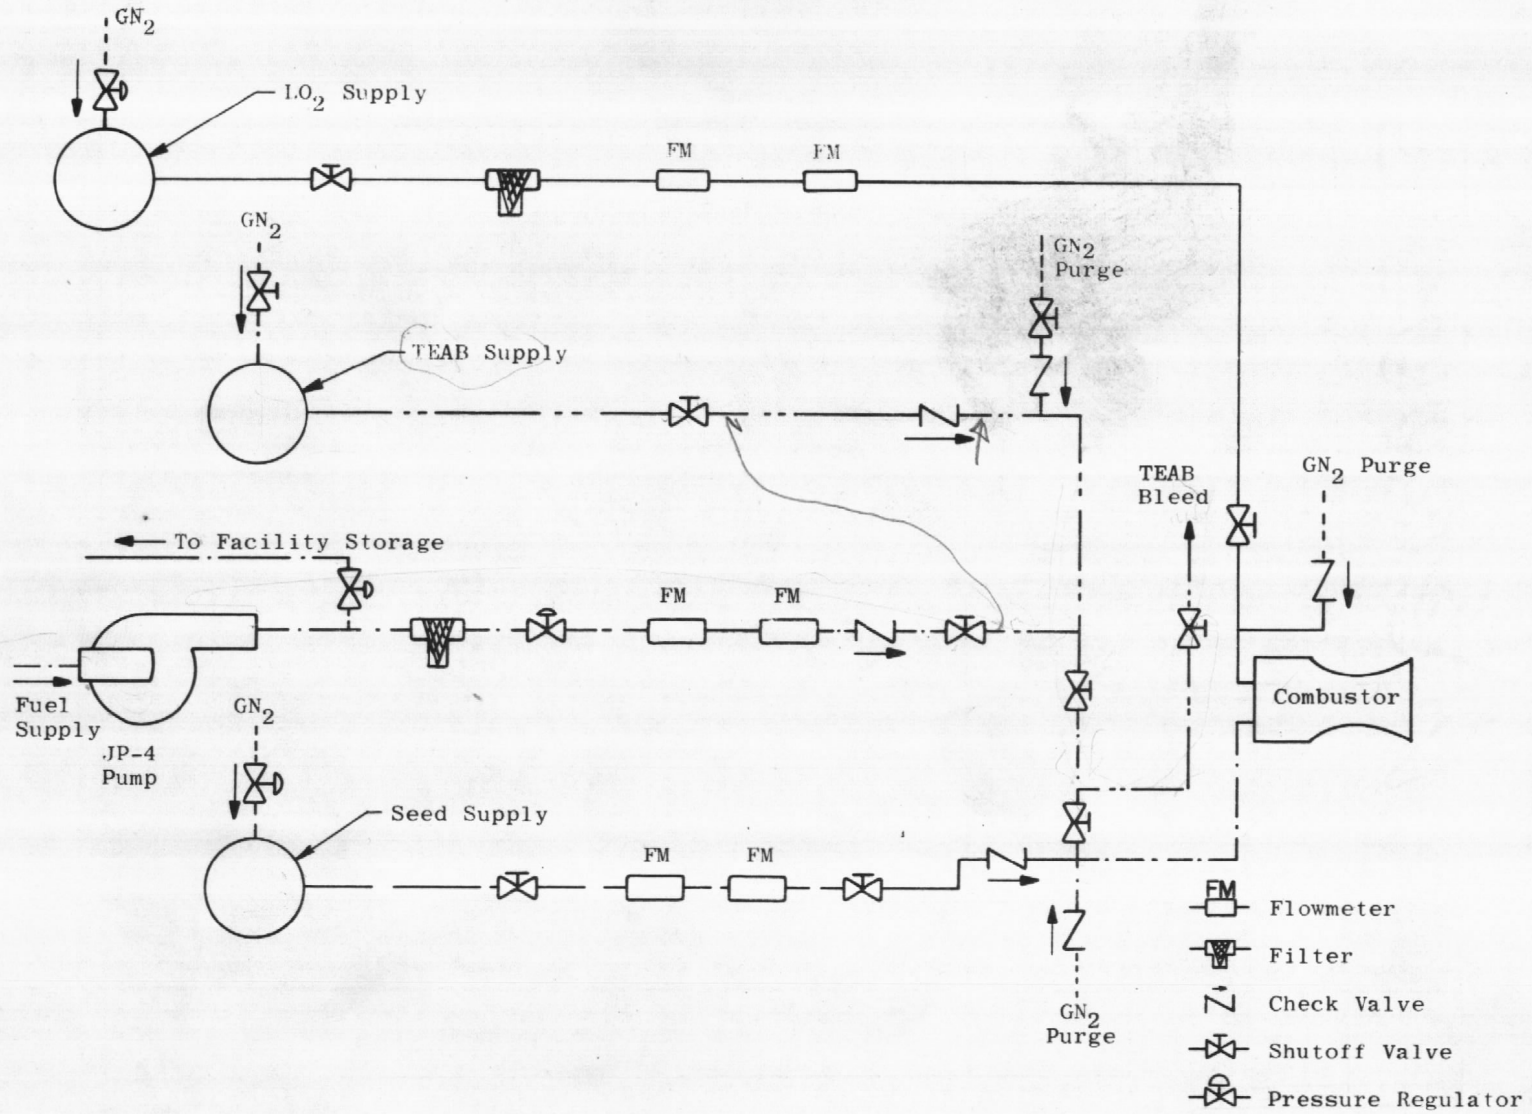 GN2
LO2 Supply
FM FM
GN2
GN2
Purge
TEAB Supply
TEAB
Bleed
GN2 Purge
To Facility Storage
FM FM
Fuel
Supply
JP-4
Pump
GN2
Combustor
Seed Supply
FM FM
GN2
Purge
FM
Flowmeter
Filter
Check Valve
Shutoff Valve
Pressure Regulator